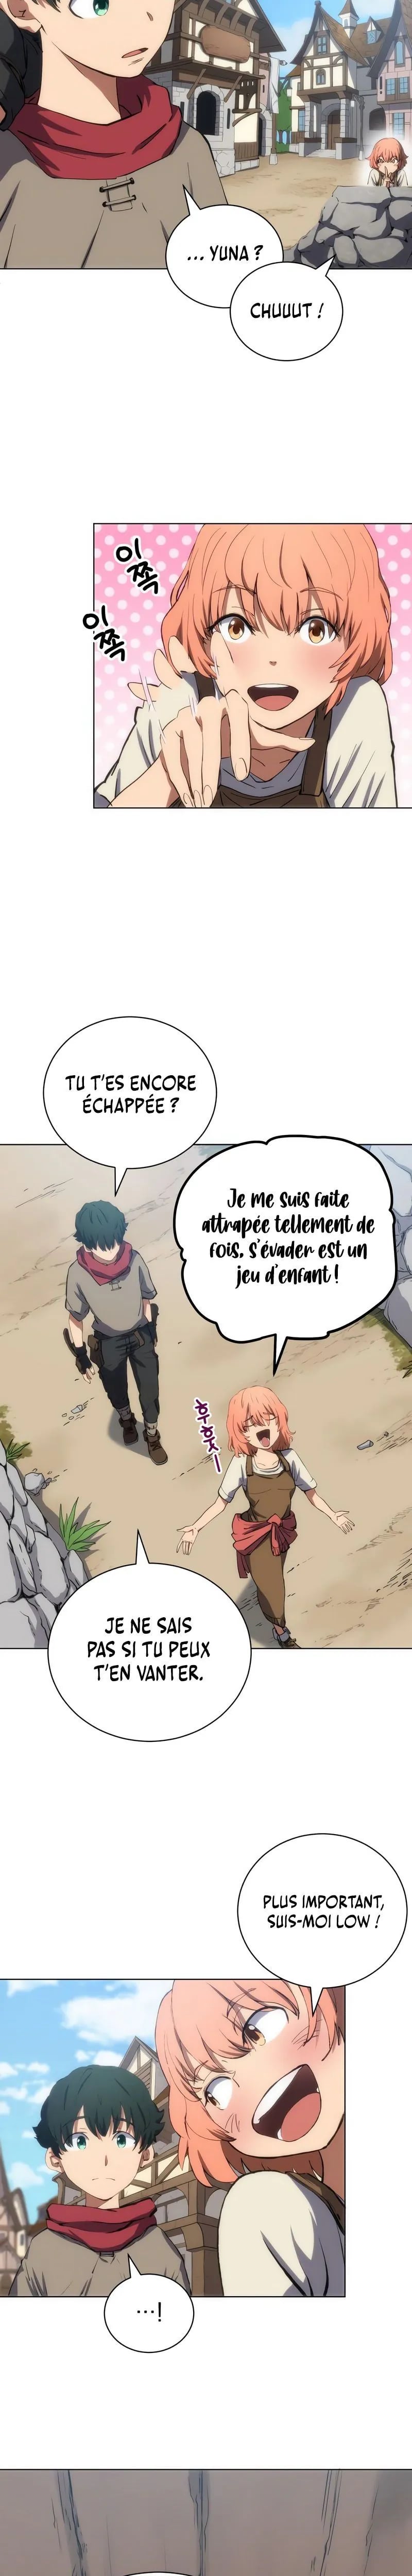 ... YUNA ?
CHUUUT !
이
쪽
이
쪽
TU T'ES ENCORE
ÉCHAPPÉE ?
Je me suis faite
attrapée tellement de
fois, s'évader est un
jeu d'enfant !
후훗ー
JE NE SAIS
PAS SI TU PEUX
T'EN VANTER.
PLUS IMPORTANT,
SUIS-MOI LOW !
...!